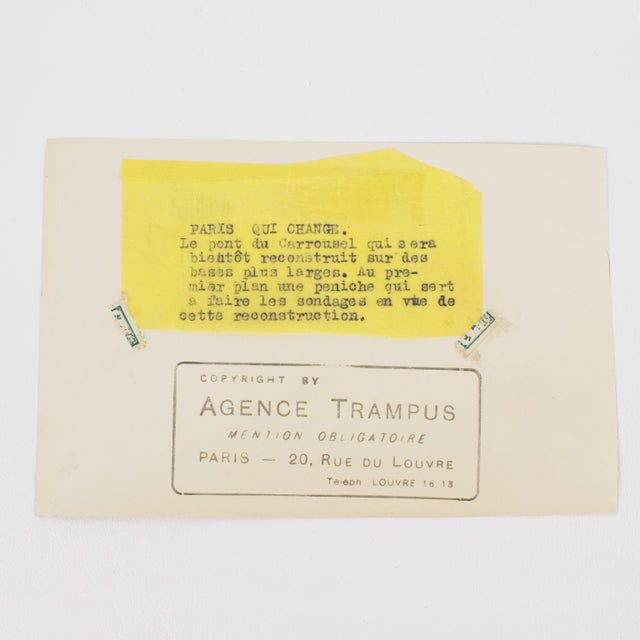 PARIS QUI CHANGE.
Le pont du Carrousel qui sera
bientôt reconstruit sur des
bases plus larges. Au pre-
mier plan une peniche qui sert
a faire les sondages en vue de
cette reconstruction.
COPYRIGHT BY
AGENCE TRAMPUS
MENTION OBLIGATOIRE
PARIS — 20, RUE DU LOUVRE
Téleph. LOUVRE 16 18